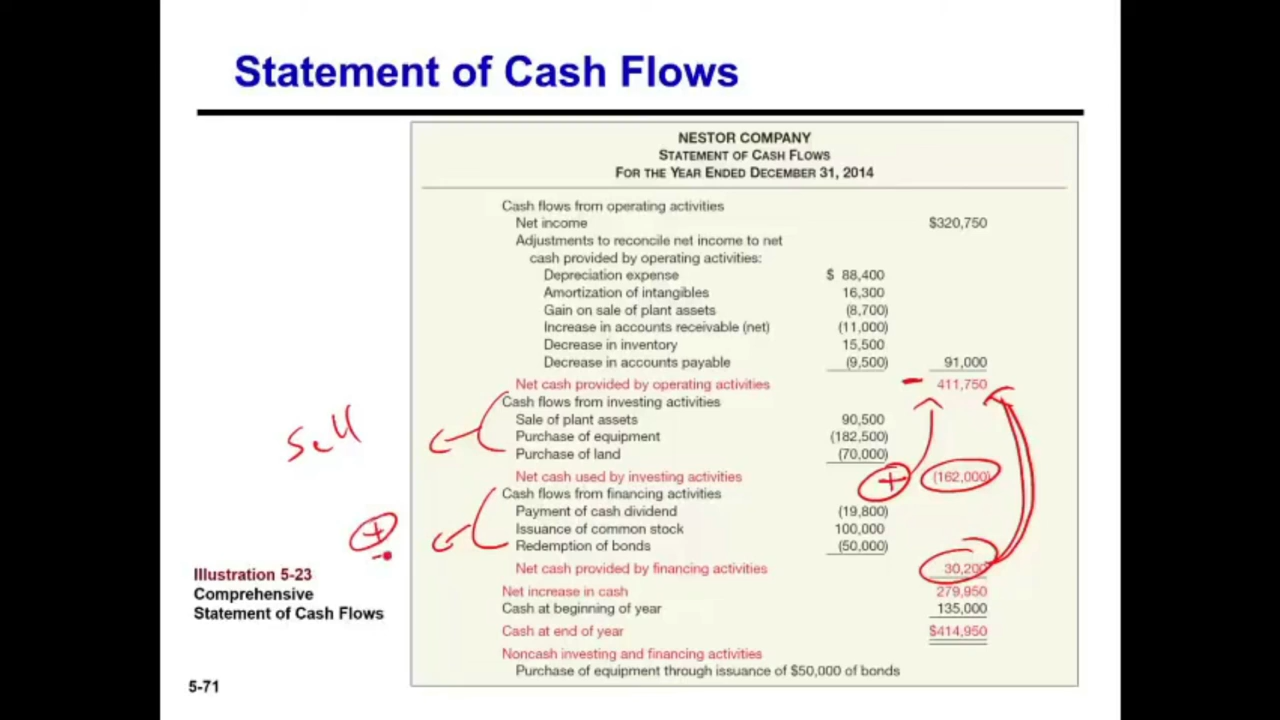 Statement of Cash Flows
NESTOR COMPANY
STATEMENT OF CASH FLOWS
FOR THE YEAR ENDED DECEMBER 31, 2014
Cash flows from operating activities
Net income $320,750
Adjustments to reconcile net income to net
cash provided by operating activities:
Depreciation expense $ 88,400
Amortization of intangibles 16,300
Gain on sale of plant assets (8,700)
Increase in accounts receivable (net) (11,000)
Decrease in inventory 15,500
Decrease in accounts payable (9,500) 91,000
Net cash provided by operating activities 411,750
Cash flows from investing activities
Sale of plant assets 90,500
Purchase of equipment (182,500)
Purchase of land (70,000)
Net cash used by investing activities (162,000)
Cash flows from financing activities
Payment of cash dividend (19,800)
Issuance of common stock 100,000
Redemption of bonds (50,000)
Net cash provided by financing activities 30,200
Net increase in cash 279,950
Cash at beginning of year 135,000
Cash at end of year $414,950
Noncash investing and financing activities
Purchase of equipment through issuance of $50,000 of bonds
Sell
+
-
-
+
Illustration 5-23
Comprehensive
Statement of Cash Flows
5-71